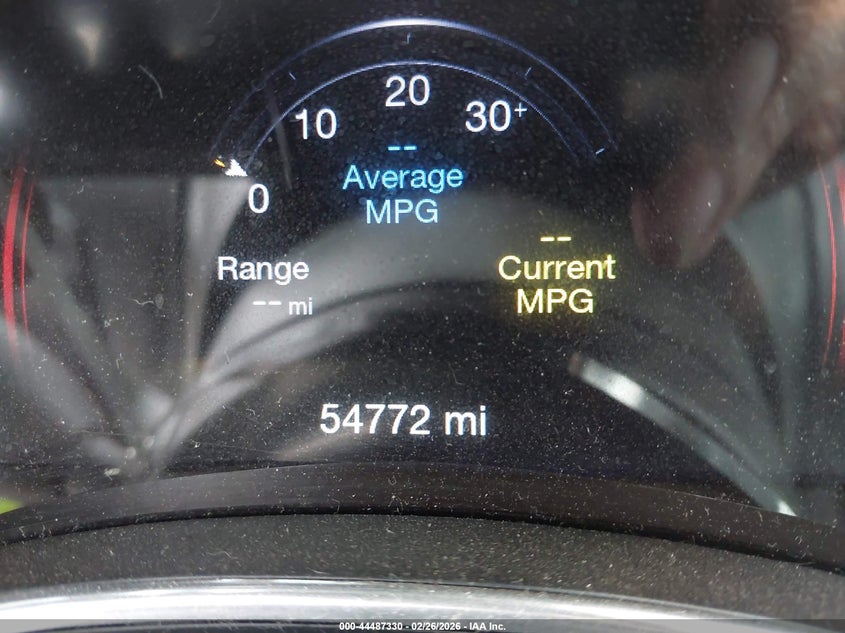 20
10
30+
0
--
Average
MPG
Range
-- mi
--
Current
MPG
54772 mi
000-44487330 - 02/26/2026 - IAA Inc.